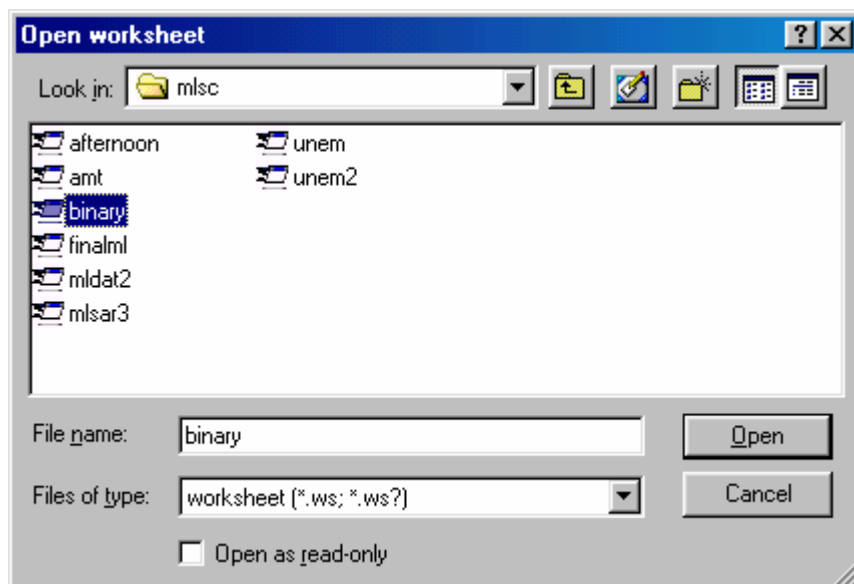 Open worksheet
Look in: mlsc
afternoon
amt
binary
finalml
mldat2
mlsar3
unem
unem2
File name: binary Open
Files of type: worksheet (*.ws; *.ws?) Cancel
Open as read-only